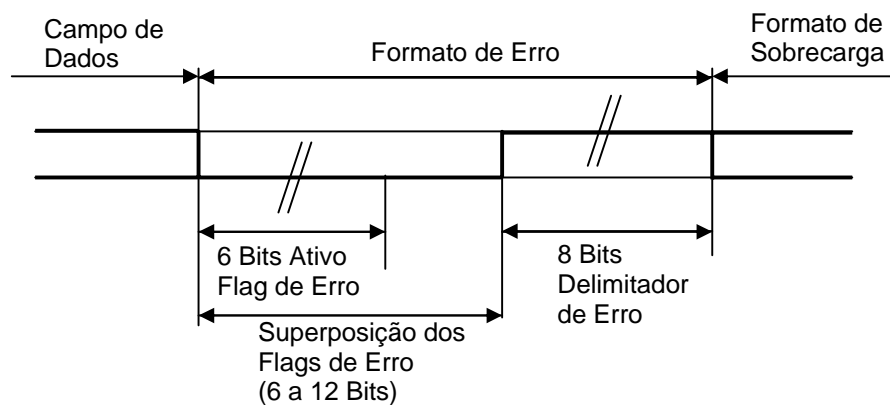 Campo de
Dados
Formato de Erro
Formato de
Sobrecarga
6 Bits Ativo
Flag de Erro
8 Bits
Delimitador
de Erro
Superposição dos
Flags de Erro
(6 a 12 Bits)